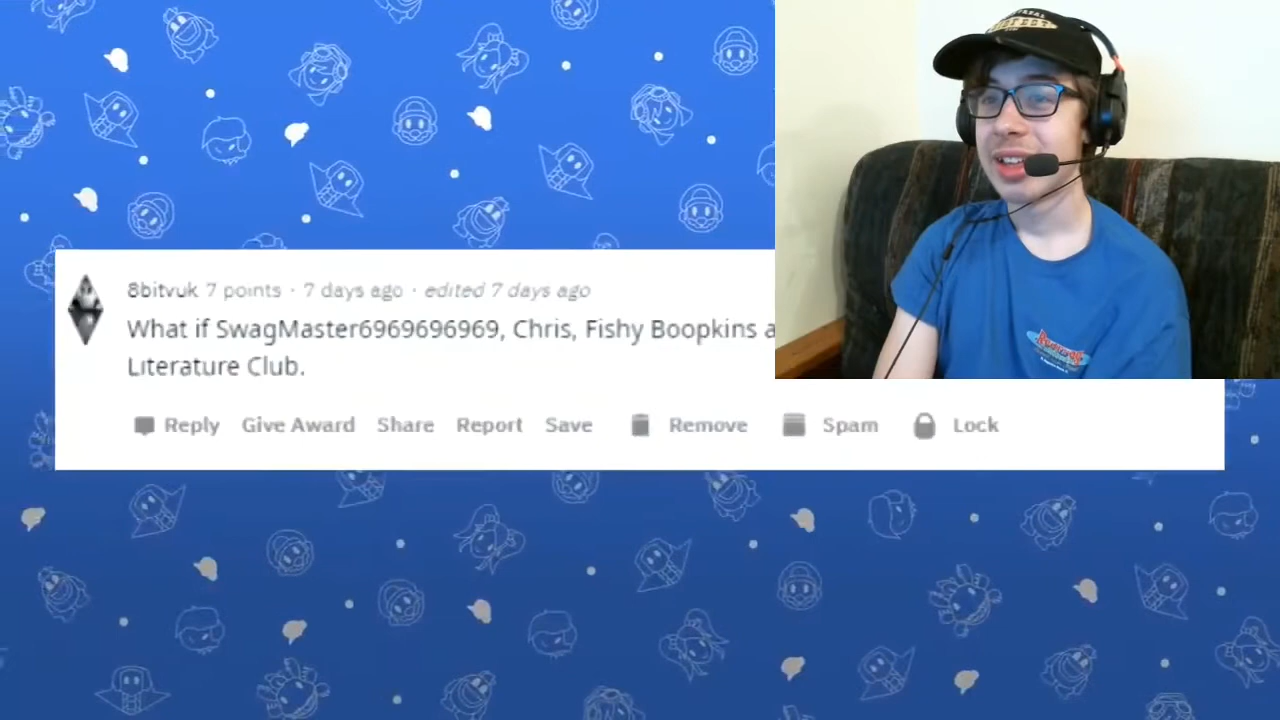 8bitvuk 7 points · 7 days ago · edited 7 days ago
What if SwagMaster6969696969, Chris, Fishy Boopkins a
Literature Club.
Reply Give Award Share Report Save Remove Spam Lock